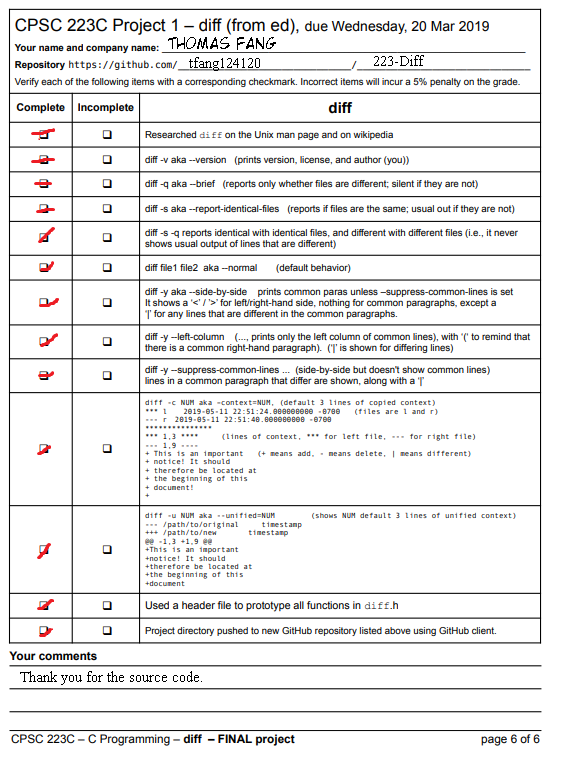 CPSC 223C Project 1 – diff (from ed), due Wednesday, 20 Mar 2019
Your name and company name: THOMAS FANG
Repository https://github.com/ tfang124120 / 223-Diff
Verify each of the following items with a corresponding checkmark. Incorrect items will incur a 5% penalty on the grade.
Complete Incomplete diff
Researched diff on the Unix man page and on wikipedia
diff -v aka --version (prints version, license, and author (you))
diff -q aka --brief (reports only whether files are different; silent if they are not)
diff -s aka --report-identical-files (reports if files are the same; usual out if they are not)
diff -s -q reports identical with identical files, and different with different files (i.e., it never
shows usual output of lines that are different)
diff file1 file2 aka --normal (default behavior)
diff -y aka --side-by-side prints common paras unless –suppress-common-lines is set
It shows a '<' / '>' for left/right-hand side, nothing for common paragraphs, except a
'|' for any lines that are different in the common paragraphs.
diff -y --left-column (..., prints only the left column of common lines), with '(' to remind that
there is a common right-hand paragraph). ('|' is shown for differing lines)
diff -y --suppress-common-lines ... (side-by-side but doesn't show common lines)
lines in a common paragraph that differ are shown, along with a '|'
diff -c NUM aka –context=NUM, (default 3 lines of copied context)
*** l 2019-05-11 22:51:24.000000000 -0700 (files are l and r)
--- r 2019-05-11 22:51:40.000000000 -0700
***************
*** 1,3 **** (lines of context, *** for left file, --- for right file)
--- 1,9 ----
+ This is an important (+ means add, - means delete, | means different)
+ notice! It should
+ therefore be located at
+ the beginning of this
+ document!
+
diff -u NUM aka --unified=NUM (shows NUM default 3 lines of unified context)
--- /path/to/original timestamp
+++ /path/to/new timestamp
@@ -1,3 +1,9 @@
+This is an important
+notice! It should
+therefore be located at
+the beginning of this
+document
Used a header file to prototype all functions in diff.h
Project directory pushed to new GitHub repository listed above using GitHub client.
Your comments
Thank you for the source code.
CPSC 223C – C Programming – diff – FINAL project page 6 of 6